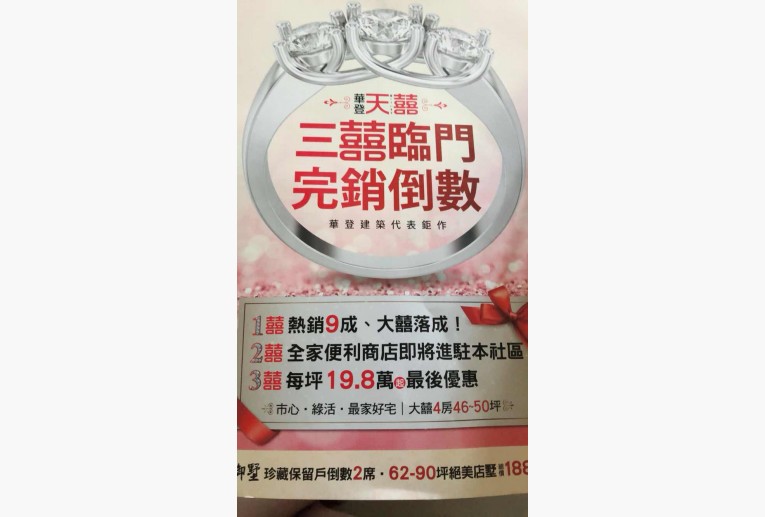 華登 天囍
三囍臨門
完銷倒數
華登建築代表鉅作
1囍 熱銷9成、大囍落成！
2囍 全家便利商店即將進駐本社區
3囍 每坪19.8萬起最後優惠
市心・綠活・最家好宅｜大囍4房46~50坪
御墅 珍藏保留戶倒數2席・62-90坪絕美店墅 188